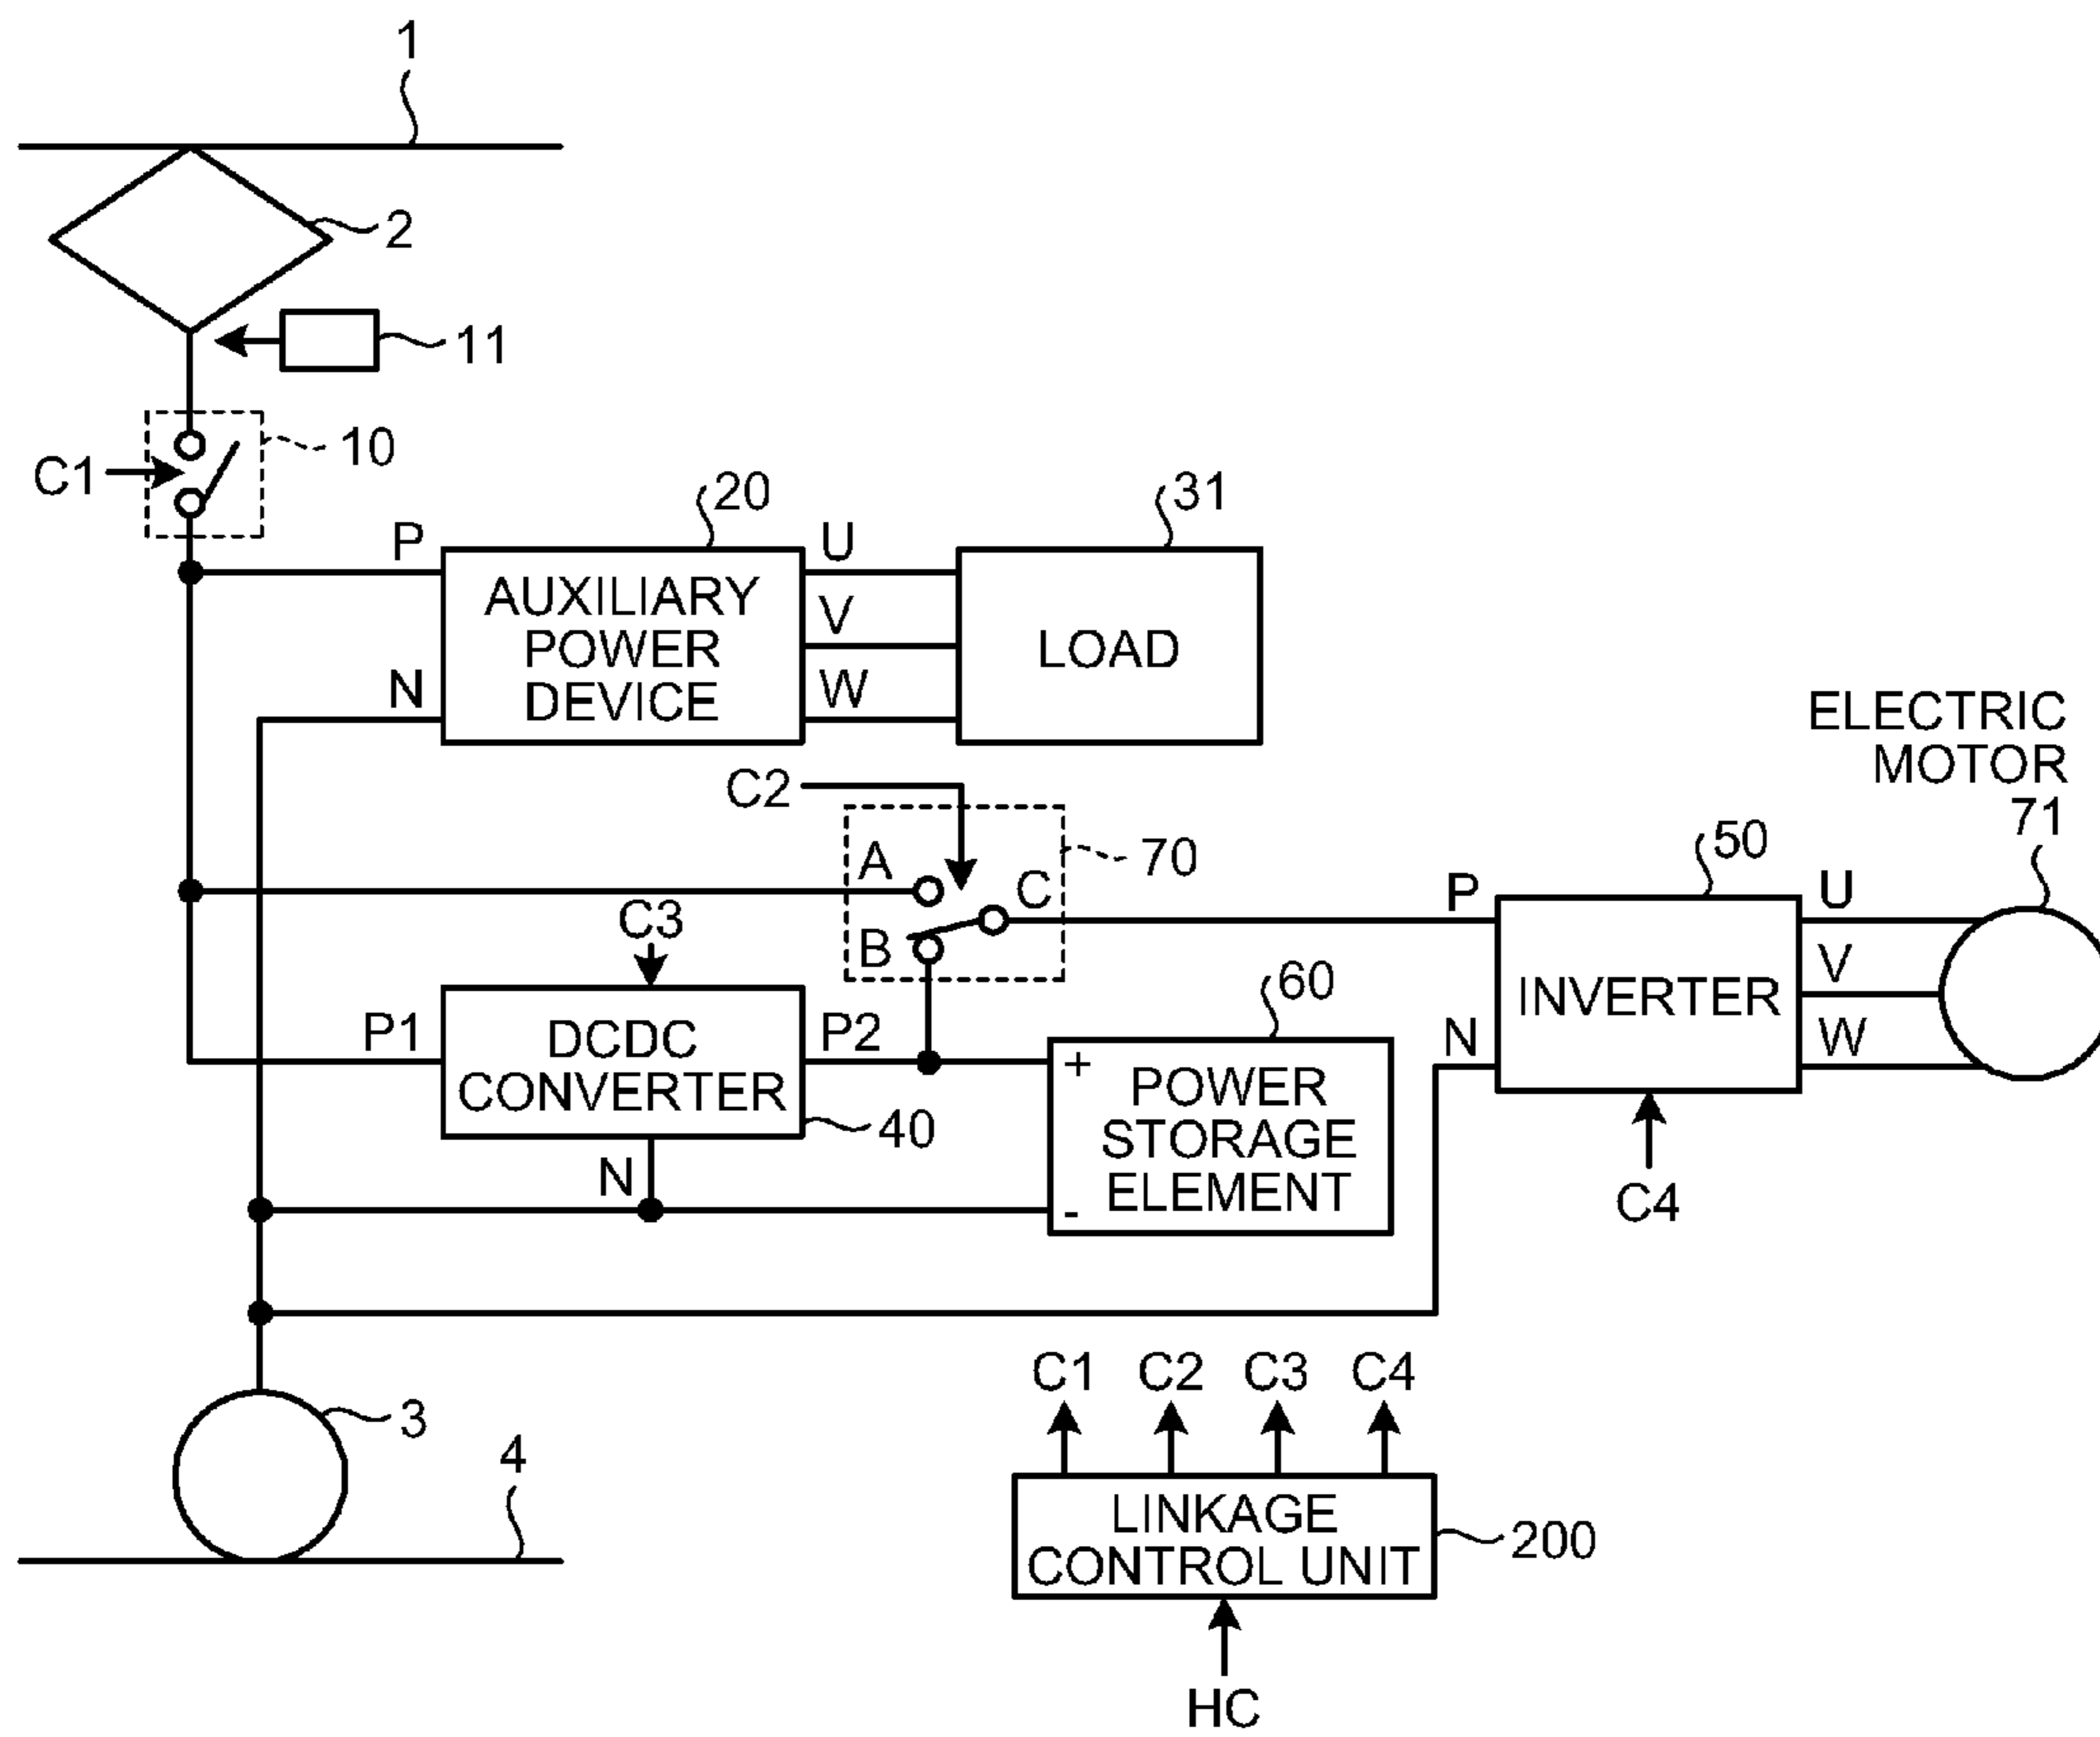 1
2
11
10
C1
20
31
P
U
AUXILIARY
POWER
DEVICE
V
LOAD
N
W
ELECTRIC
MOTOR
71
C2
70
A
C
B
50
P
U
C3
60
INVERTER
V
N
W
P1
DCDC
CONVERTER
P2
40
+
POWER
STORAGE
ELEMENT
-
N
C4
C1
C2
C3
C4
3
4
LINKAGE
CONTROL UNIT
200
HC